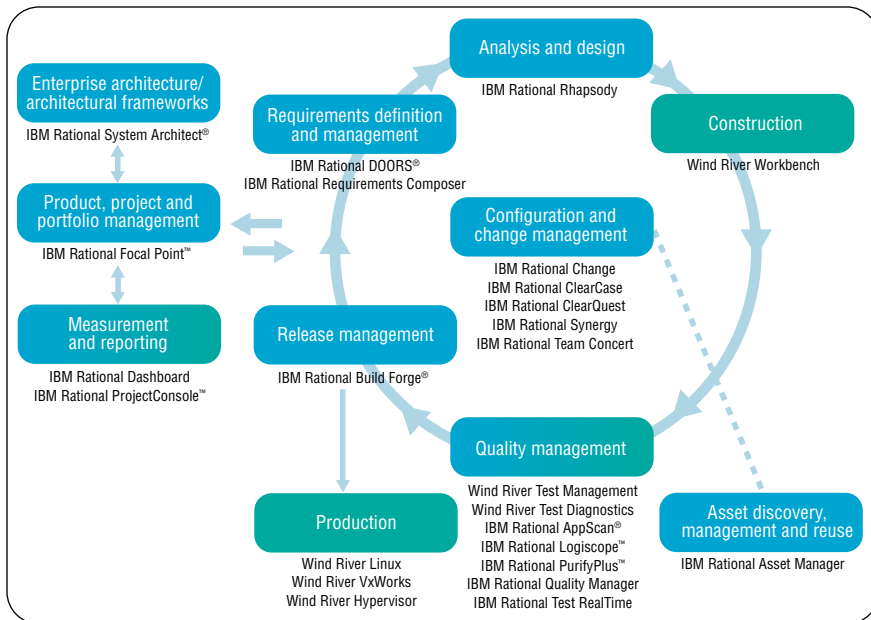 Enterprise architecture/
architectural frameworks
IBM Rational System Architect®
Product, project and
portfolio management
IBM Rational Focal Point™
Measurement
and reporting
IBM Rational Dashboard
IBM Rational ProjectConsole™
Analysis and design
IBM Rational Rhapsody
Requirements definition
and management
IBM Rational DOORS®
IBM Rational Requirements Composer
Construction
Wind River Workbench
Configuration and
change management
IBM Rational Change
IBM Rational ClearCase
IBM Rational ClearQuest
IBM Rational Synergy
IBM Rational Team Concert
Release management
IBM Rational Build Forge®
Quality management
Wind River Test Management
Wind River Test Diagnostics
IBM Rational AppScan®
IBM Rational Logiscope™
IBM Rational PurifyPlus™
IBM Rational Quality Manager
IBM Rational Test RealTime
Production
Wind River Linux
Wind River VxWorks
Wind River Hypervisor
Asset discovery,
management and reuse
IBM Rational Asset Manager